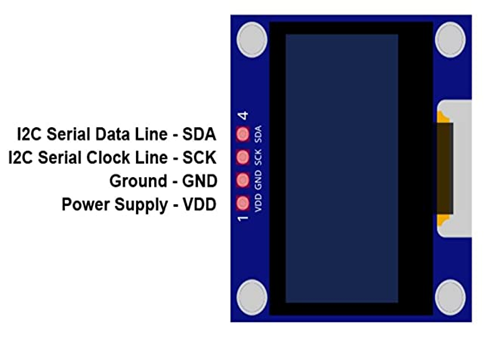 I2C Serial Data Line - SDA
I2C Serial Clock Line - SCK
Ground - GND
Power Supply - VDD
4
SDA
SCK
GND
VDD
1